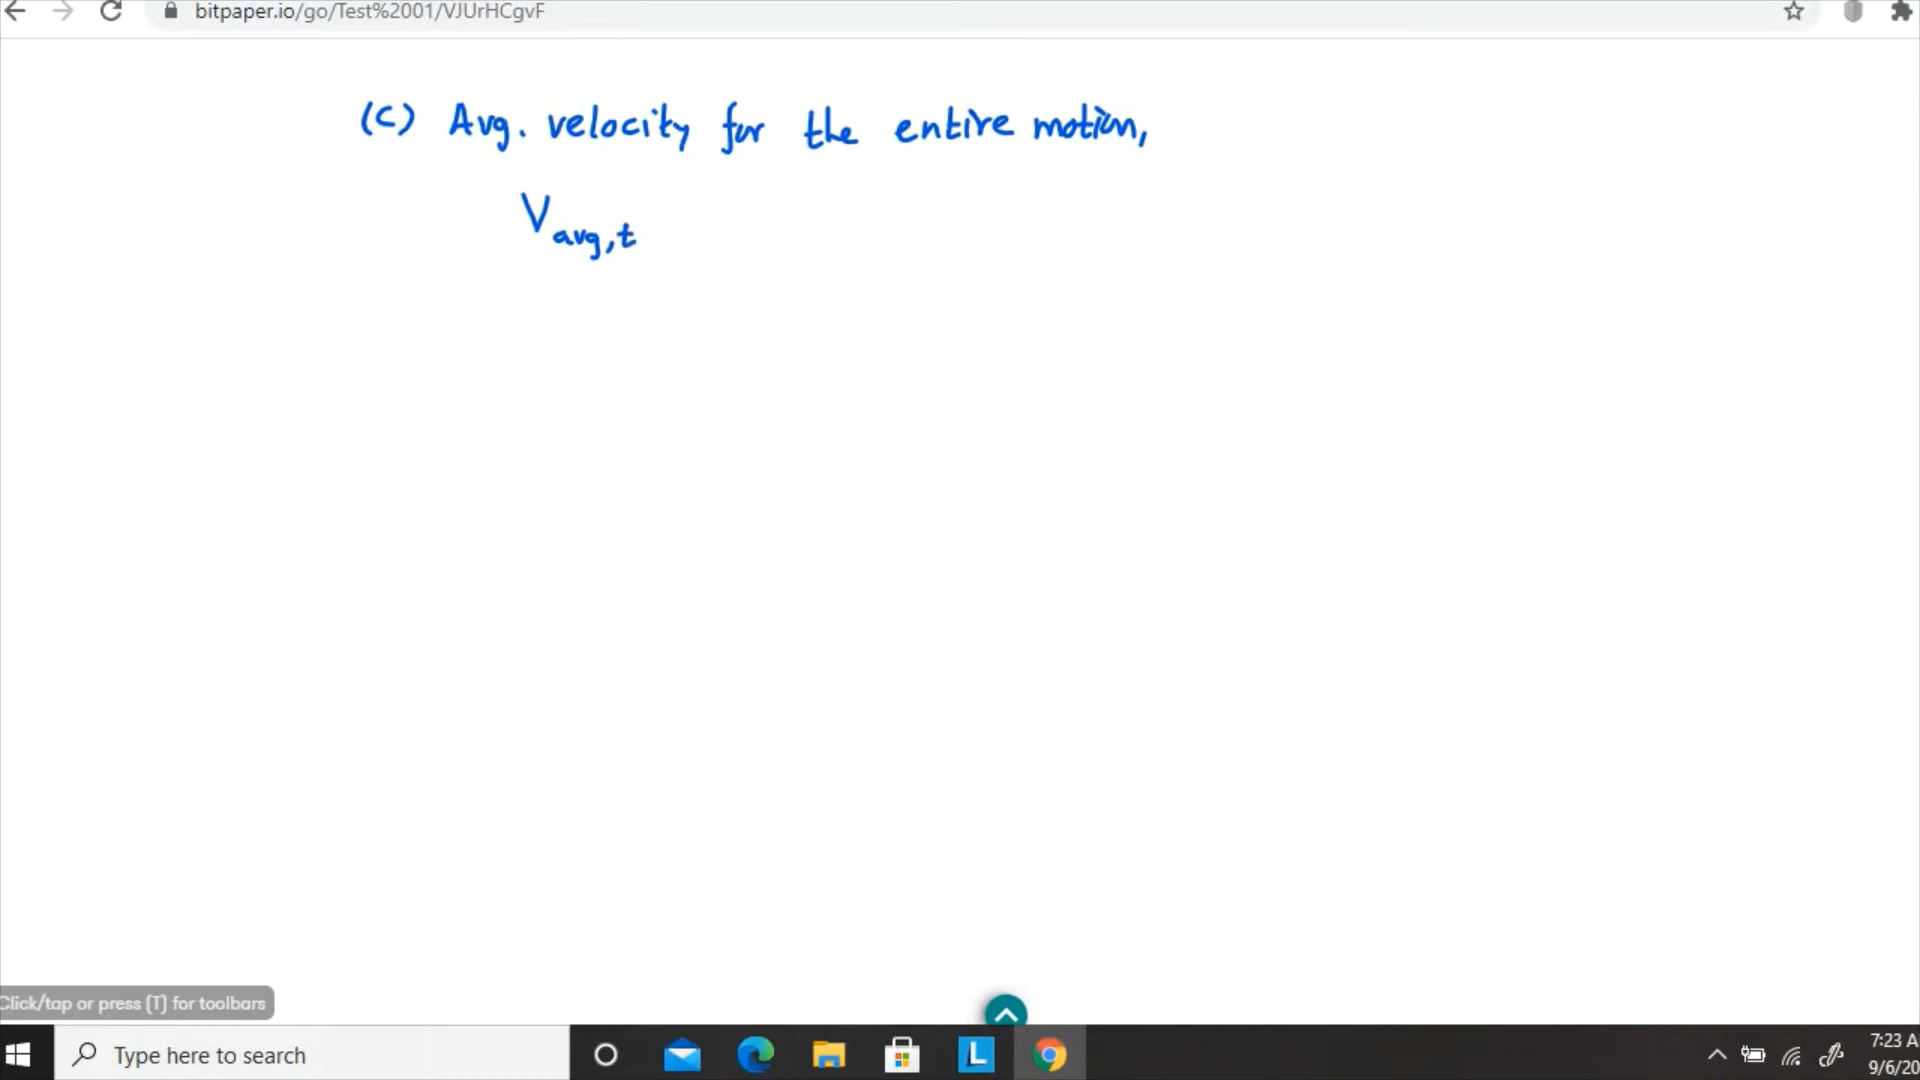 bitpaper.io/go/Test%2001/VJUrHCgvF
(C) Avg. velocity for the entire motion,
V avg,t
Click/tap or press (T) for toolbars
Type here to search
L
7:23 A
9/6/20